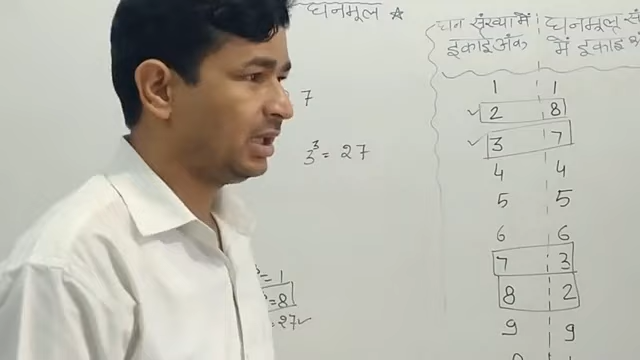 घनमूल ☆
घन संख्या में घनमूल
इकाई अंक में इकाई
1 1
2 8
3 7
4 4
5 5
6 6
7 3
8 2
9 9
7
3³ = 27
= 1
= 8
= 27 ✓